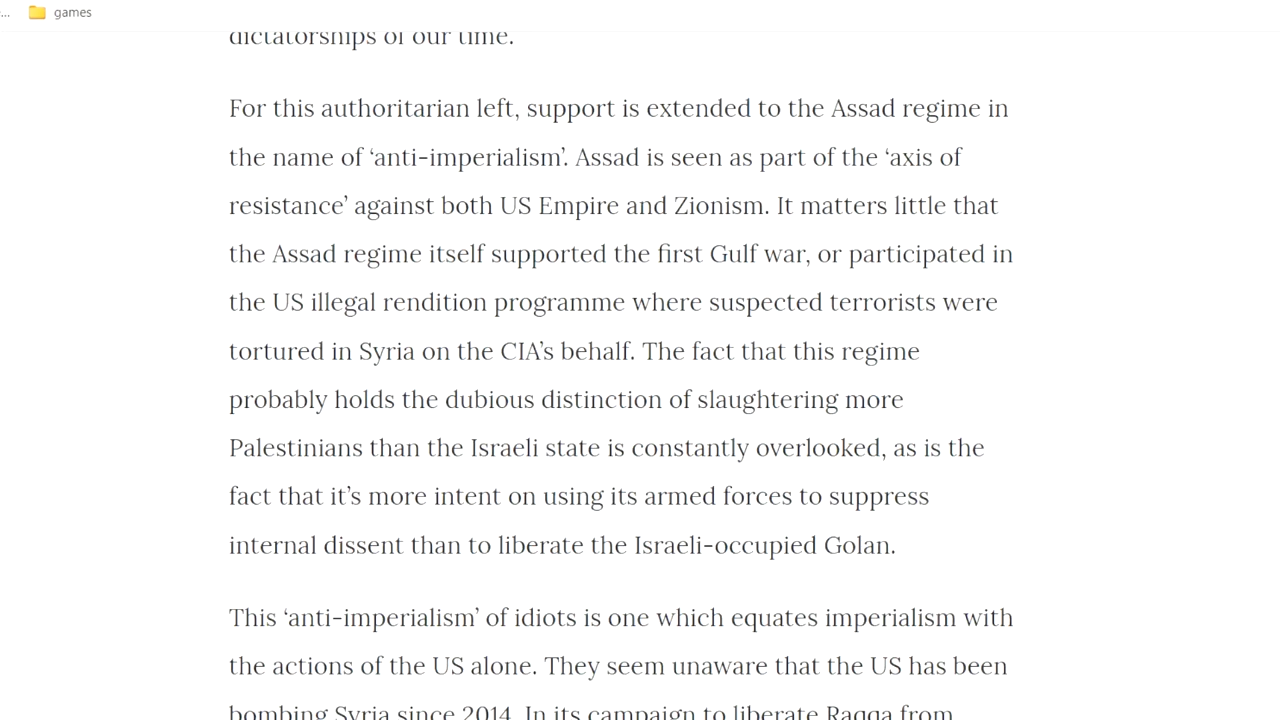 games
dictatorships of our time.
For this authoritarian left, support is extended to the Assad regime in
the name of ‘anti-imperialism’. Assad is seen as part of the ‘axis of
resistance’ against both US Empire and Zionism. It matters little that
the Assad regime itself supported the first Gulf war, or participated in
the US illegal rendition programme where suspected terrorists were
tortured in Syria on the CIA’s behalf. The fact that this regime
probably holds the dubious distinction of slaughtering more
Palestinians than the Israeli state is constantly overlooked, as is the
fact that it’s more intent on using its armed forces to suppress
internal dissent than to liberate the Israeli-occupied Golan.
This ‘anti-imperialism’ of idiots is one which equates imperialism with
the actions of the US alone. They seem unaware that the US has been
bombing Syria since 2014. In its campaign to liberate Raqqa from